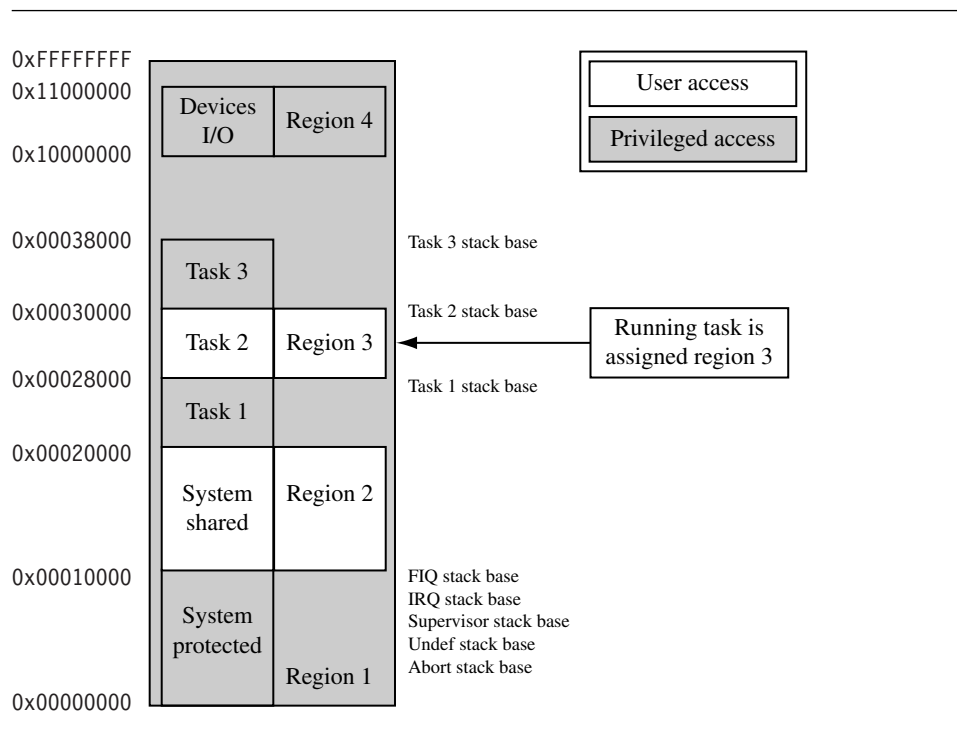 0xFFFFFFFF
0x11000000
0x10000000
0x00038000
0x00030000
0x00028000
0x00020000
0x00010000
0x00000000
Devices
I/O
Region 4
Task 3
Task 2
Region 3
Task 1
System
shared
Region 2
System
protected
Region 1
Task 3 stack base
Task 2 stack base
Task 1 stack base
FIQ stack base
IRQ stack base
Supervisor stack base
Undef stack base
Abort stack base
User access
Privileged access
Running task is
assigned region 3